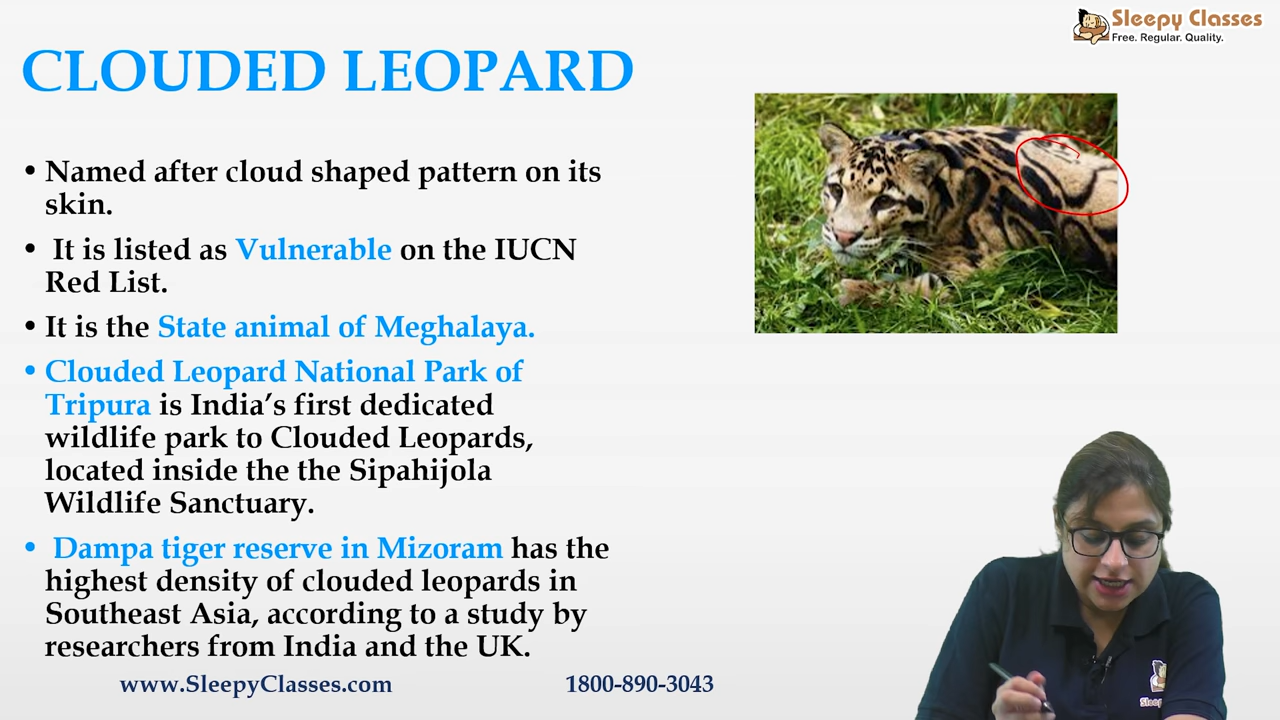 Sleepy Classes
Free. Regular. Quality.
CLOUDED LEOPARD
• Named after cloud shaped pattern on its
skin.
• It is listed as Vulnerable on the IUCN
Red List.
• It is the State animal of Meghalaya.
• Clouded Leopard National Park of
Tripura is India’s first dedicated
wildlife park to Clouded Leopards,
located inside the the Sipahijola
Wildlife Sanctuary.
• Dampa tiger reserve in Mizoram has the
highest density of clouded leopards in
Southeast Asia, according to a study by
researchers from India and the UK.
www.SleepyClasses.com
1800-890-3043